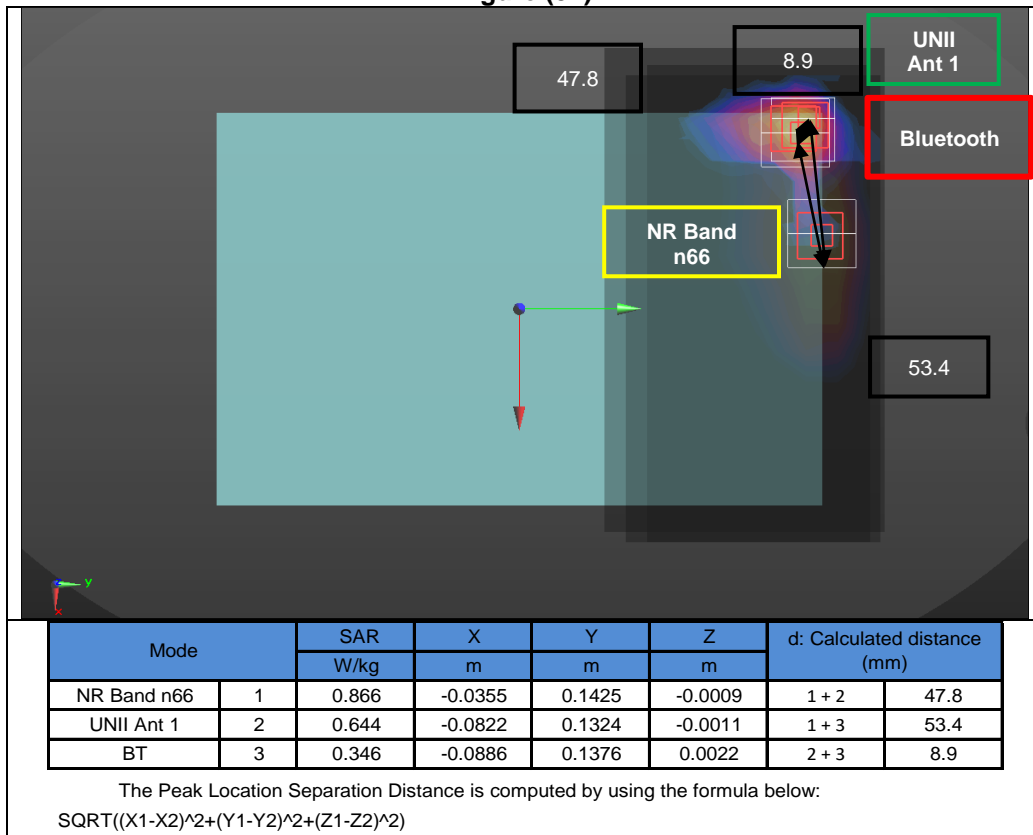 47.8
8.9
UNII
Ant 1
Bluetooth
NR Band
n66
53.4
y
x
Mode SAR X Y Z d: Calculated distance
(mm)
W/kg m m m
NR Band n66 1 0.866 -0.0355 0.1425 -0.0009 1 + 2 47.8
UNII Ant 1 2 0.644 -0.0822 0.1324 -0.0011 1 + 3 53.4
BT 3 0.346 -0.0886 0.1376 0.0022 2 + 3 8.9
The Peak Location Separation Distance is computed by using the formula below:
SQRT((X1-X2)^2+(Y1-Y2)^2+(Z1-Z2)^2)